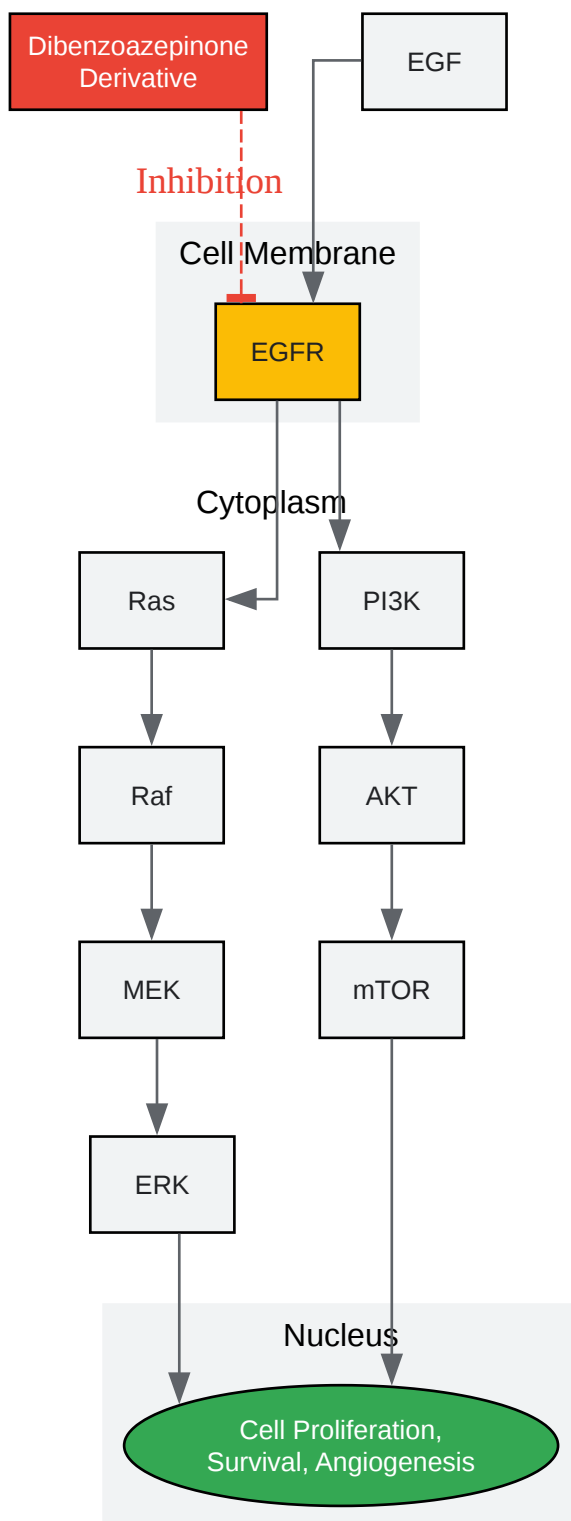 Dibenzoazepinone
Derivative
EGF
Inhibition
Cell Membrane
EGFR
Cytoplasm
Ras
PI3K
Raf
AKT
MEK
mTOR
ERK
Nucleus
Cell Proliferation,
Survival, Angiogenesis